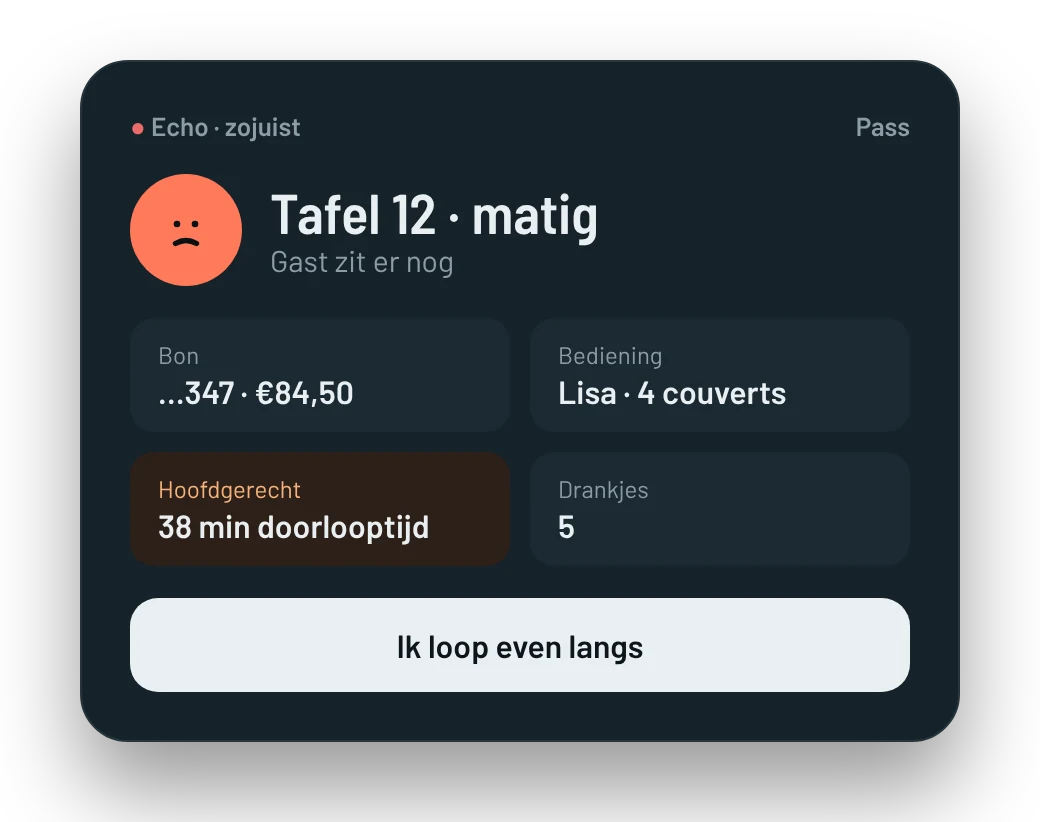 Echo · zojuist
Pass
Tafel 12 · matig
Gast zit er nog
Bon
...347 · €84,50
Bediening
Lisa · 4 couverts
Hoofdgerecht
38 min doorlooptijd
Drankjes
5
Ik loop even langs